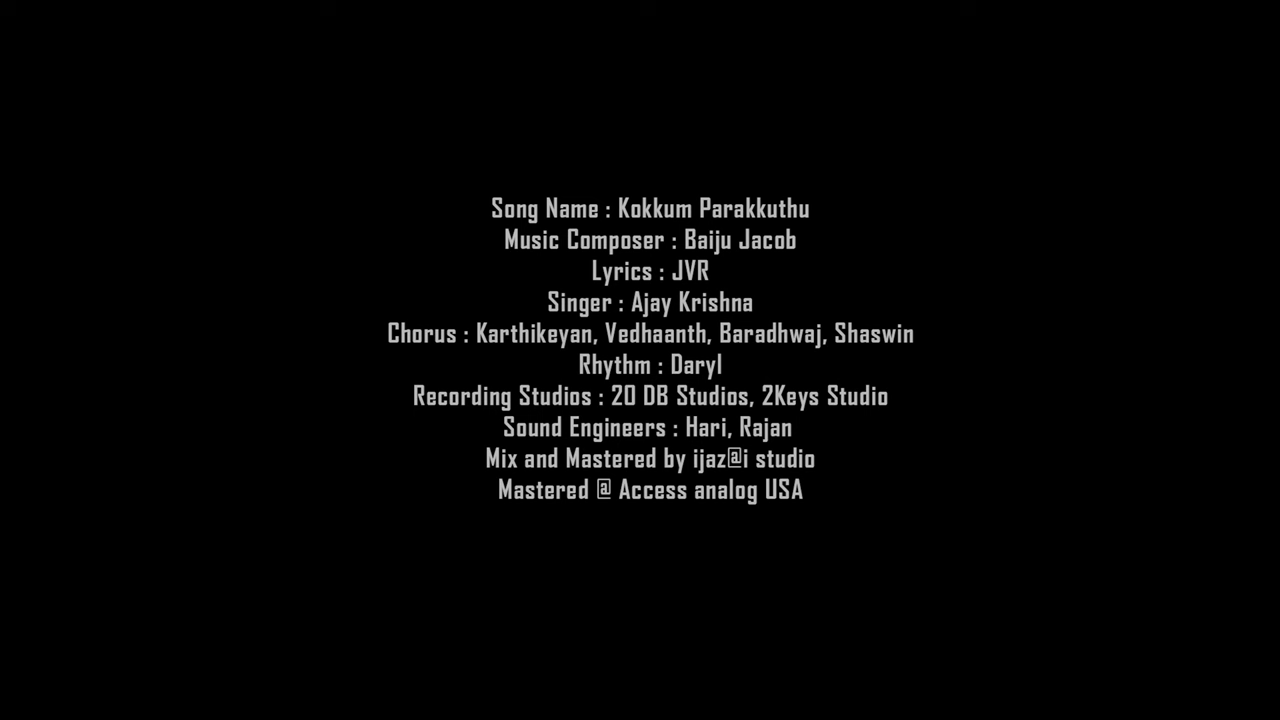 Song Name : Kokkum Parakkuthu
Music Composer : Baiju Jacob
Lyrics : JVR
Singer : Ajay Krishna
Chorus : Karthikeyan, Vedhaanth, Baradhwaj, Shaswin
Rhythm : Daryl
Recording Studios : 20 DB Studios, 2Keys Studio
Sound Engineers : Hari, Rajan
Mix and Mastered by ijaz@i studio
Mastered @ Access analog USA